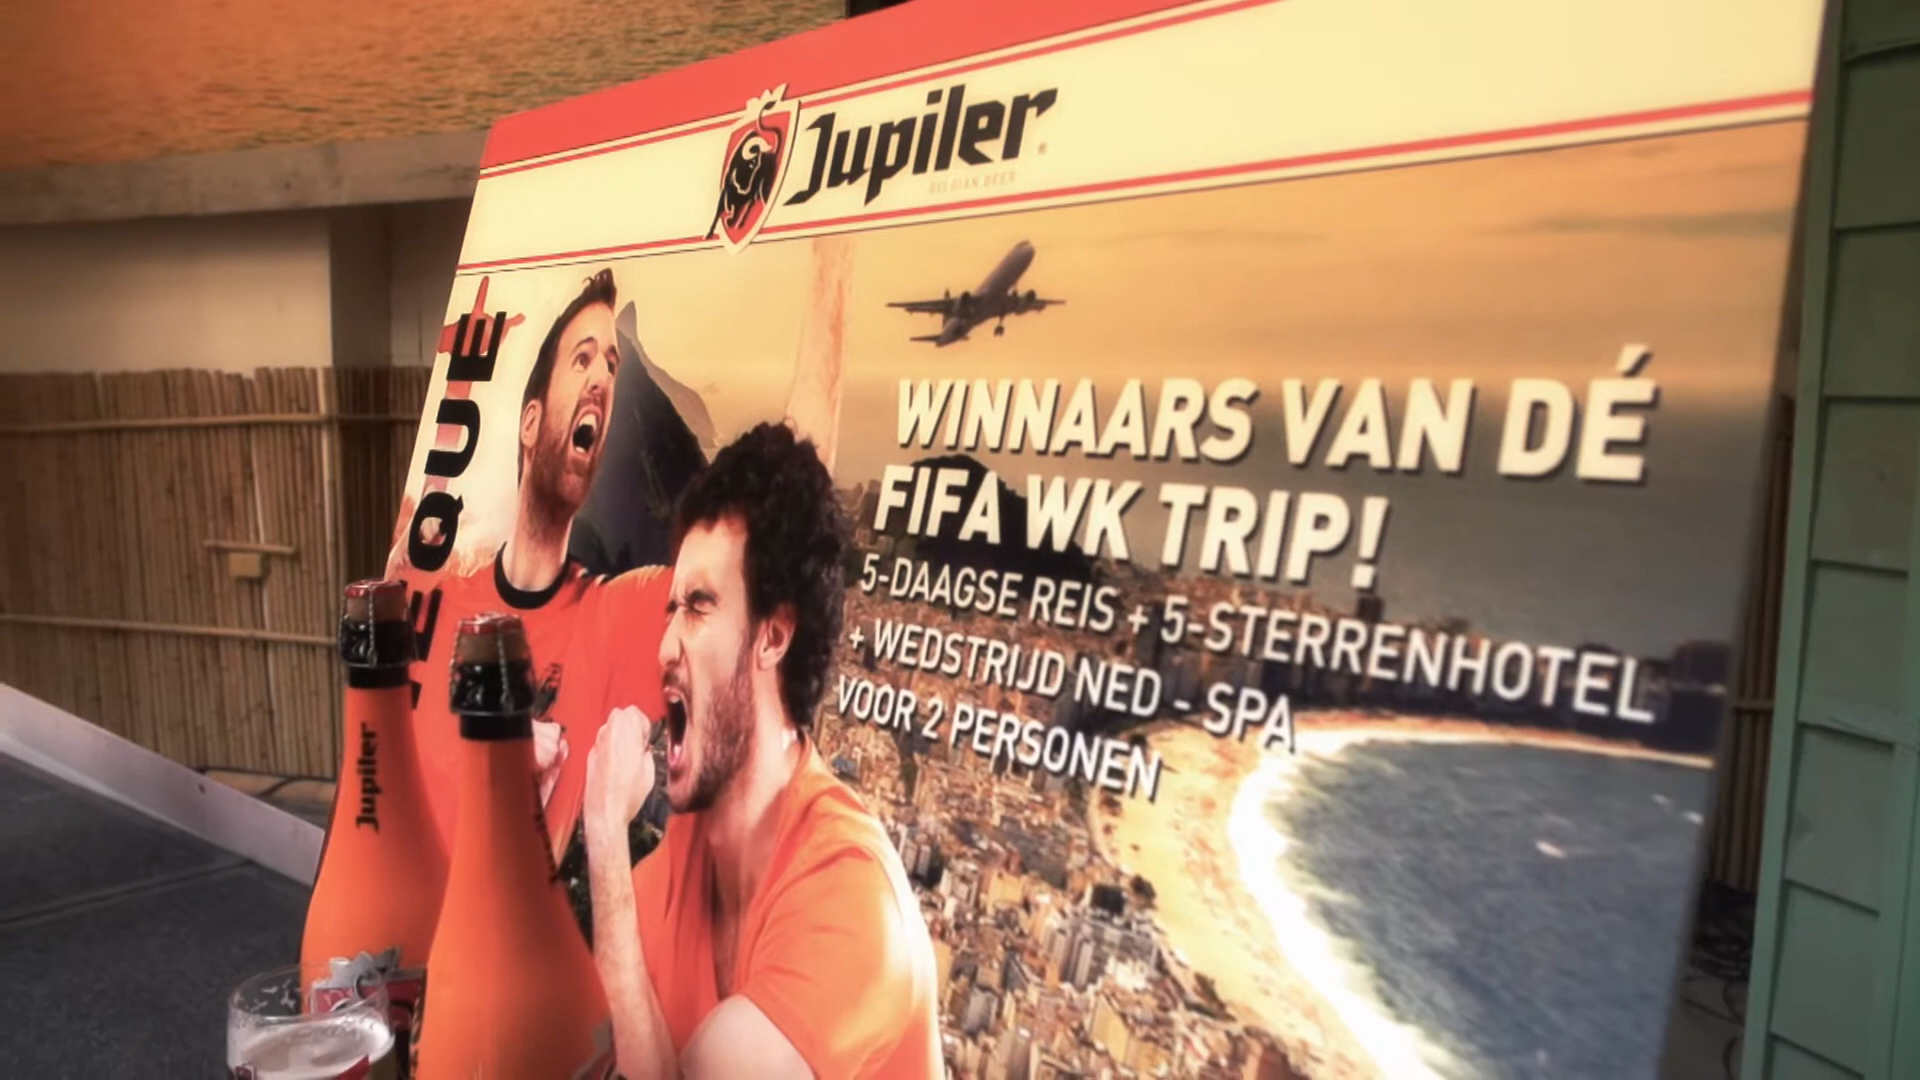 Jupiler
BELGIAN BEER
WINNAARS VAN DÉ
FIFA WK TRIP!
5-DAAGSE REIS + 5-STERRENHOTEL
+ WEDSTRIJD NED - SPA
VOOR 2 PERSONEN
Jupiler